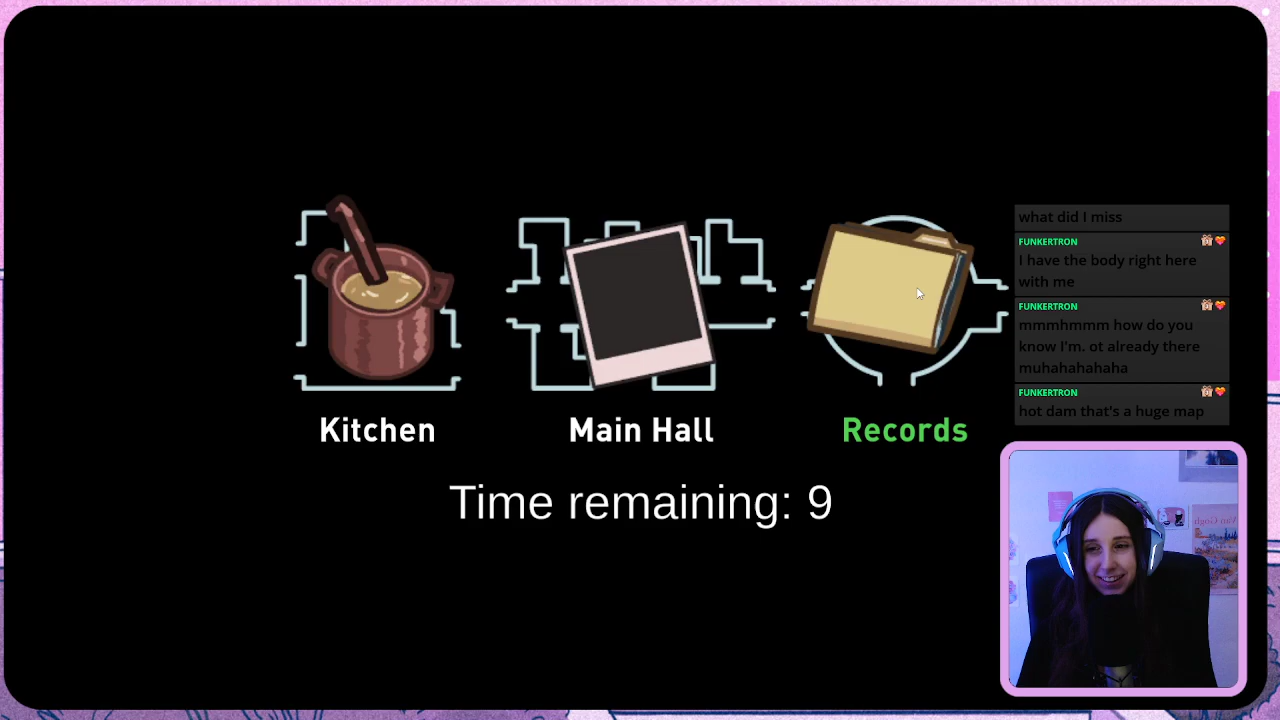 what did I miss
FUNKERTRON
I have the body right here
with me
FUNKERTRON
mmmhmmm how do you
know I'm. ot already there
muhahahahaha
FUNKERTRON
hot dam that's a huge map
Kitchen
Main Hall
Records
Time remaining: 9